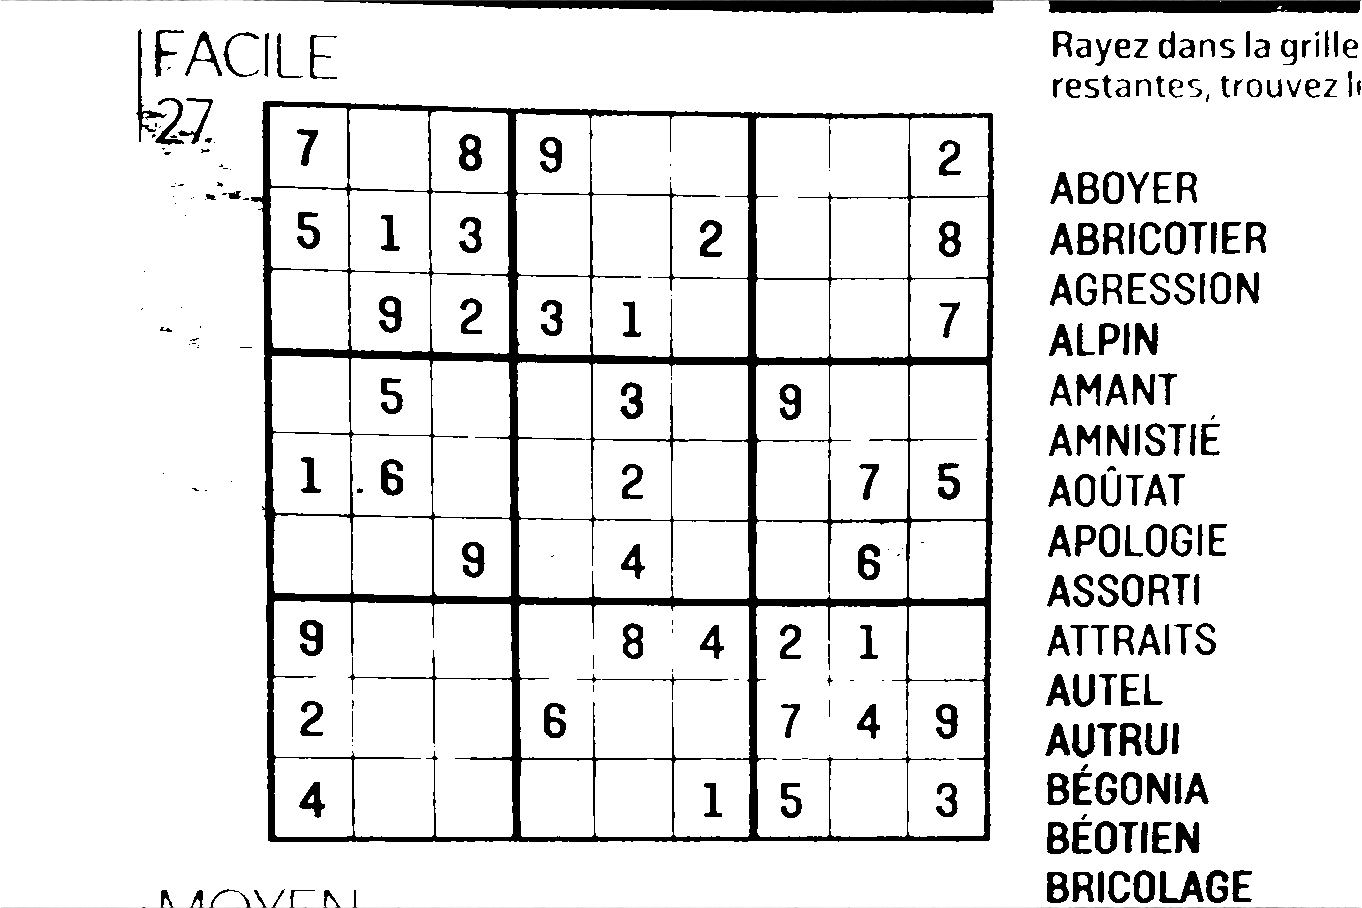 FACILE
27
7 8 9 2
5 1 3 2 8
9 2 3 1 7
5 3 9
1 6 2 7 5
9 4 6
9 8 4 2 1
2 6 7 4 9
4 1 5 3
MOYEN
Rayez dans la grille
restantes, trouvez
ABOYER
ABRICOTIER
AGRESSION
ALPIN
AMANT
AMNISTIÉ
AOÛTAT
APOLOGIE
ASSORTI
ATTRAITS
AUTEL
AUTRUI
BÉGONIA
BÉOTIEN
BRICOLAGE